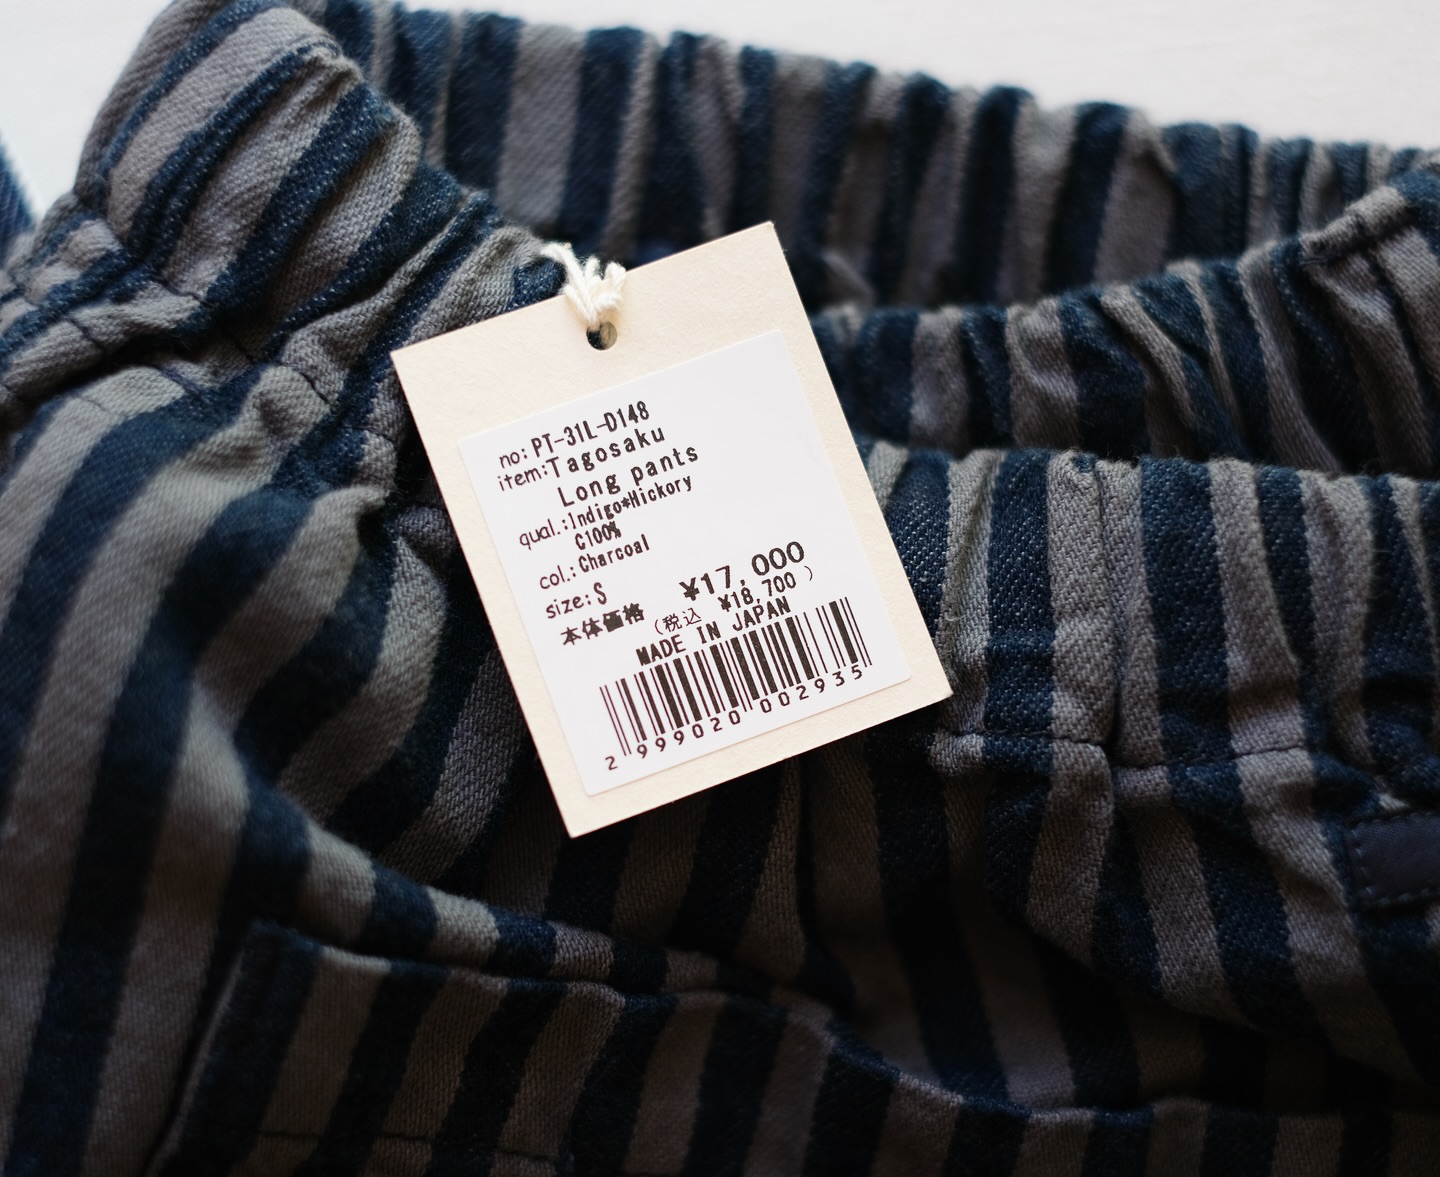 no: PT-31L-D148
item: Tagosaku
Long pants
qual.: Indigo*Hickory
C100%
col.: Charcoal
size: S
本体価格 ¥17,000
(税込 ¥18,700 )
MADE IN JAPAN
2 999020 002935